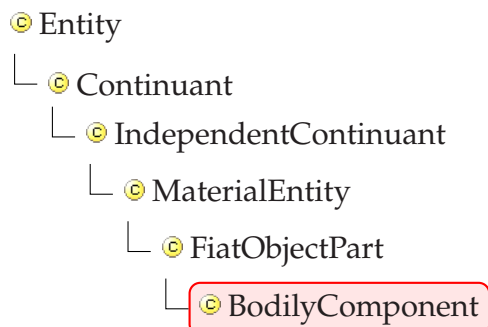 © Entity
© Continuant
© IndependentContinuant
© MaterialEntity
© FiatObjectPart
© BodilyComponent